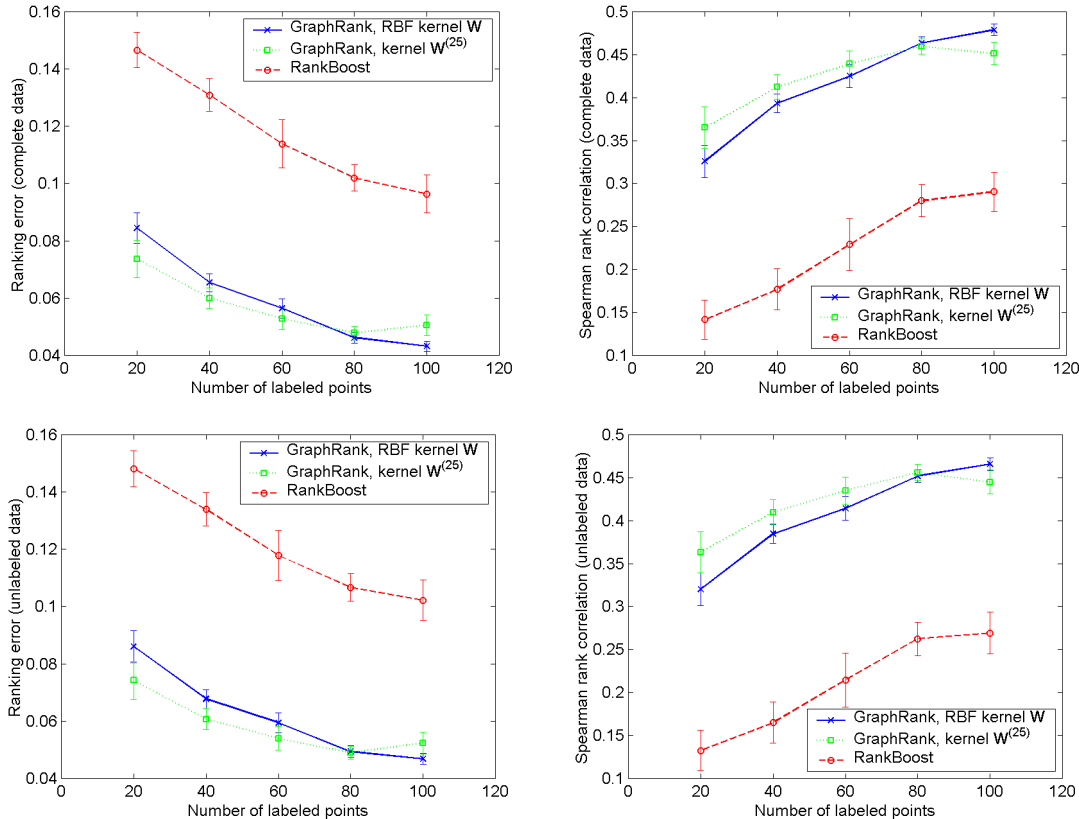 0.16
0.14
0.12
0.1
0.08
0.06
0.04
0 20 40 60 80 100 120
Ranking error (complete data)
Number of labeled points
GraphRank, RBF kernel W
GraphRank, kernel W(25)
RankBoost
0.5
0.45
0.4
0.35
0.3
0.25
0.2
0.15
0.1
0 20 40 60 80 100 120
Spearman rank correlation (complete data)
Number of labeled points
GraphRank, RBF kernel W
GraphRank, kernel W(25)
RankBoost
0.16
0.14
0.12
0.1
0.08
0.06
0.04
0 20 40 60 80 100 120
Ranking error (unlabeled data)
Number of labeled points
GraphRank, RBF kernel W
GraphRank, kernel W(25)
RankBoost
0.5
0.45
0.4
0.35
0.3
0.25
0.2
0.15
0.1
0 20 40 60 80 100 120
Spearman rank correlation (unlabeled data)
Number of labeled points
GraphRank, RBF kernel W
GraphRank, kernel W(25)
RankBoost